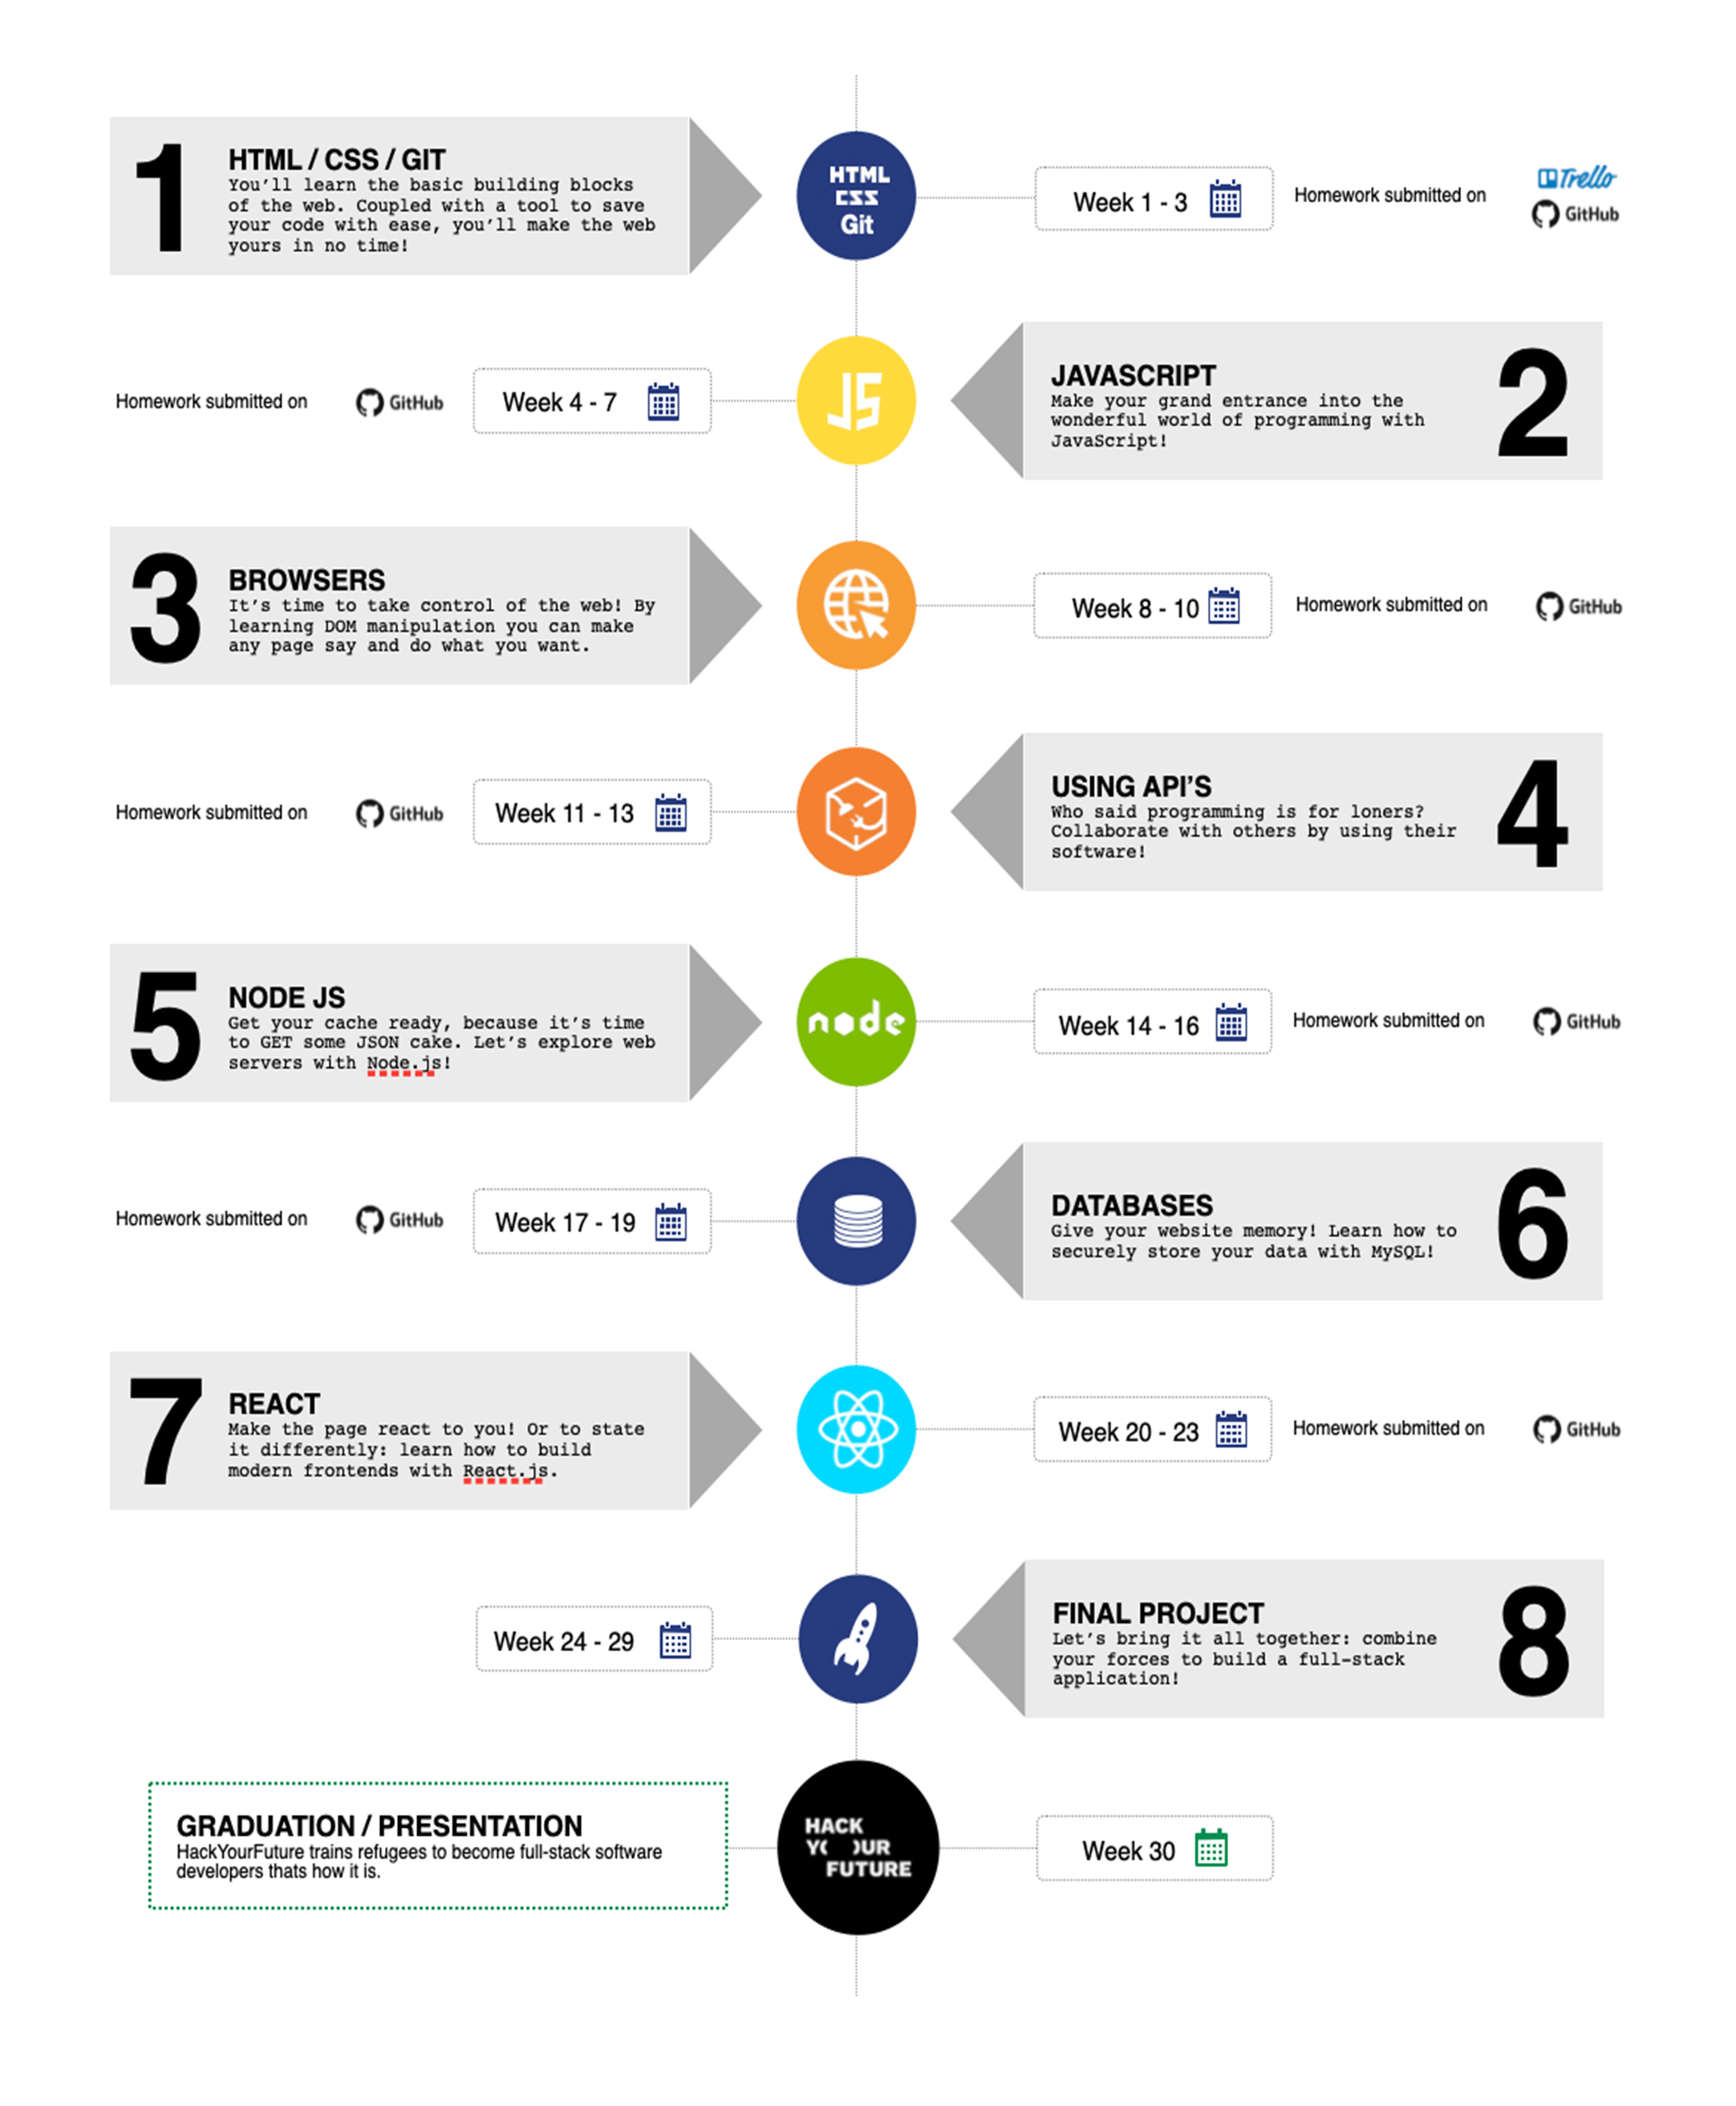 1
HTML / CSS / GIT
You'll learn the basic building blocks
of the web. Coupled with a tool to save
your code with ease, you'll make the web
yours in no time!
HTML
CSS
Git
Week 1 - 3
Homework submitted on
Trello
GitHub
Homework submitted on
GitHub
Week 4 - 7
JS
JAVASCRIPT
Make your grand entrance into the
wonderful world of programming with
JavaScript!
2
3
BROWSERS
It's time to take control of the web! By
learning DOM manipulation you can make
any page say and do what you want.
Week 8 - 10
Homework submitted on
GitHub
Homework submitted on
GitHub
Week 11 - 13
USING API'S
Who said programming is for loners?
Collaborate with others by using their
software!
4
5
NODE JS
Get your cache ready, because it's time
to GET some JSON cake. Let's explore web
servers with Node.js!
node
Week 14 - 16
Homework submitted on
GitHub
Homework submitted on
GitHub
Week 17 - 19
DATABASES
Give your website memory! Learn how to
securely store your data with MySQL!
6
7
REACT
Make the page react to you! Or to state
it differently: learn how to build
modern frontends with React.js.
Week 20 - 23
Homework submitted on
GitHub
Week 24 - 29
FINAL PROJECT
Let's bring it all together: combine
your forces to build a full-stack
application!
8
GRADUATION / PRESENTATION
HackYourFuture trains refugees to become full-stack software
developers thats how it is.
HACK
Y( )UR
FUTURE
Week 30